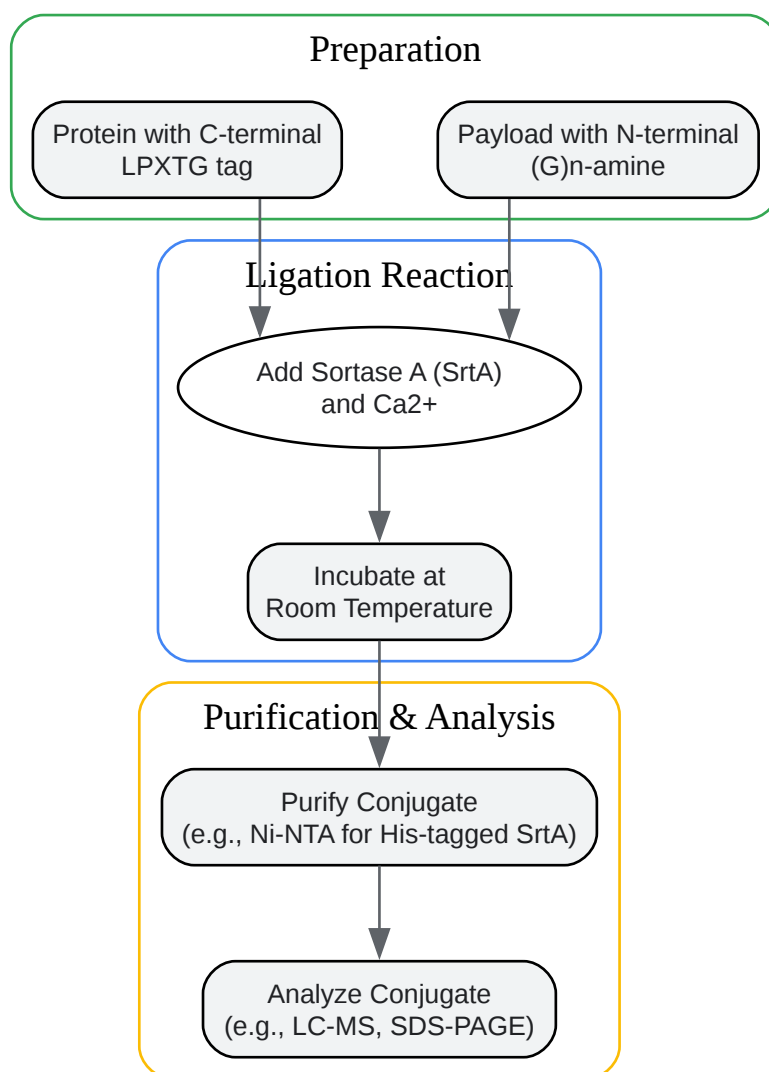 Preparation
Protein with C-terminal
LPXTG tag
Payload with N-terminal
(G)n-amine
Ligation Reaction
Add Sortase A (SrtA)
and Ca2+
Incubate at
Room Temperature
Purification & Analysis
Purify Conjugate
(e.g., Ni-NTA for His-tagged SrtA)
Analyze Conjugate
(e.g., LC-MS, SDS-PAGE)